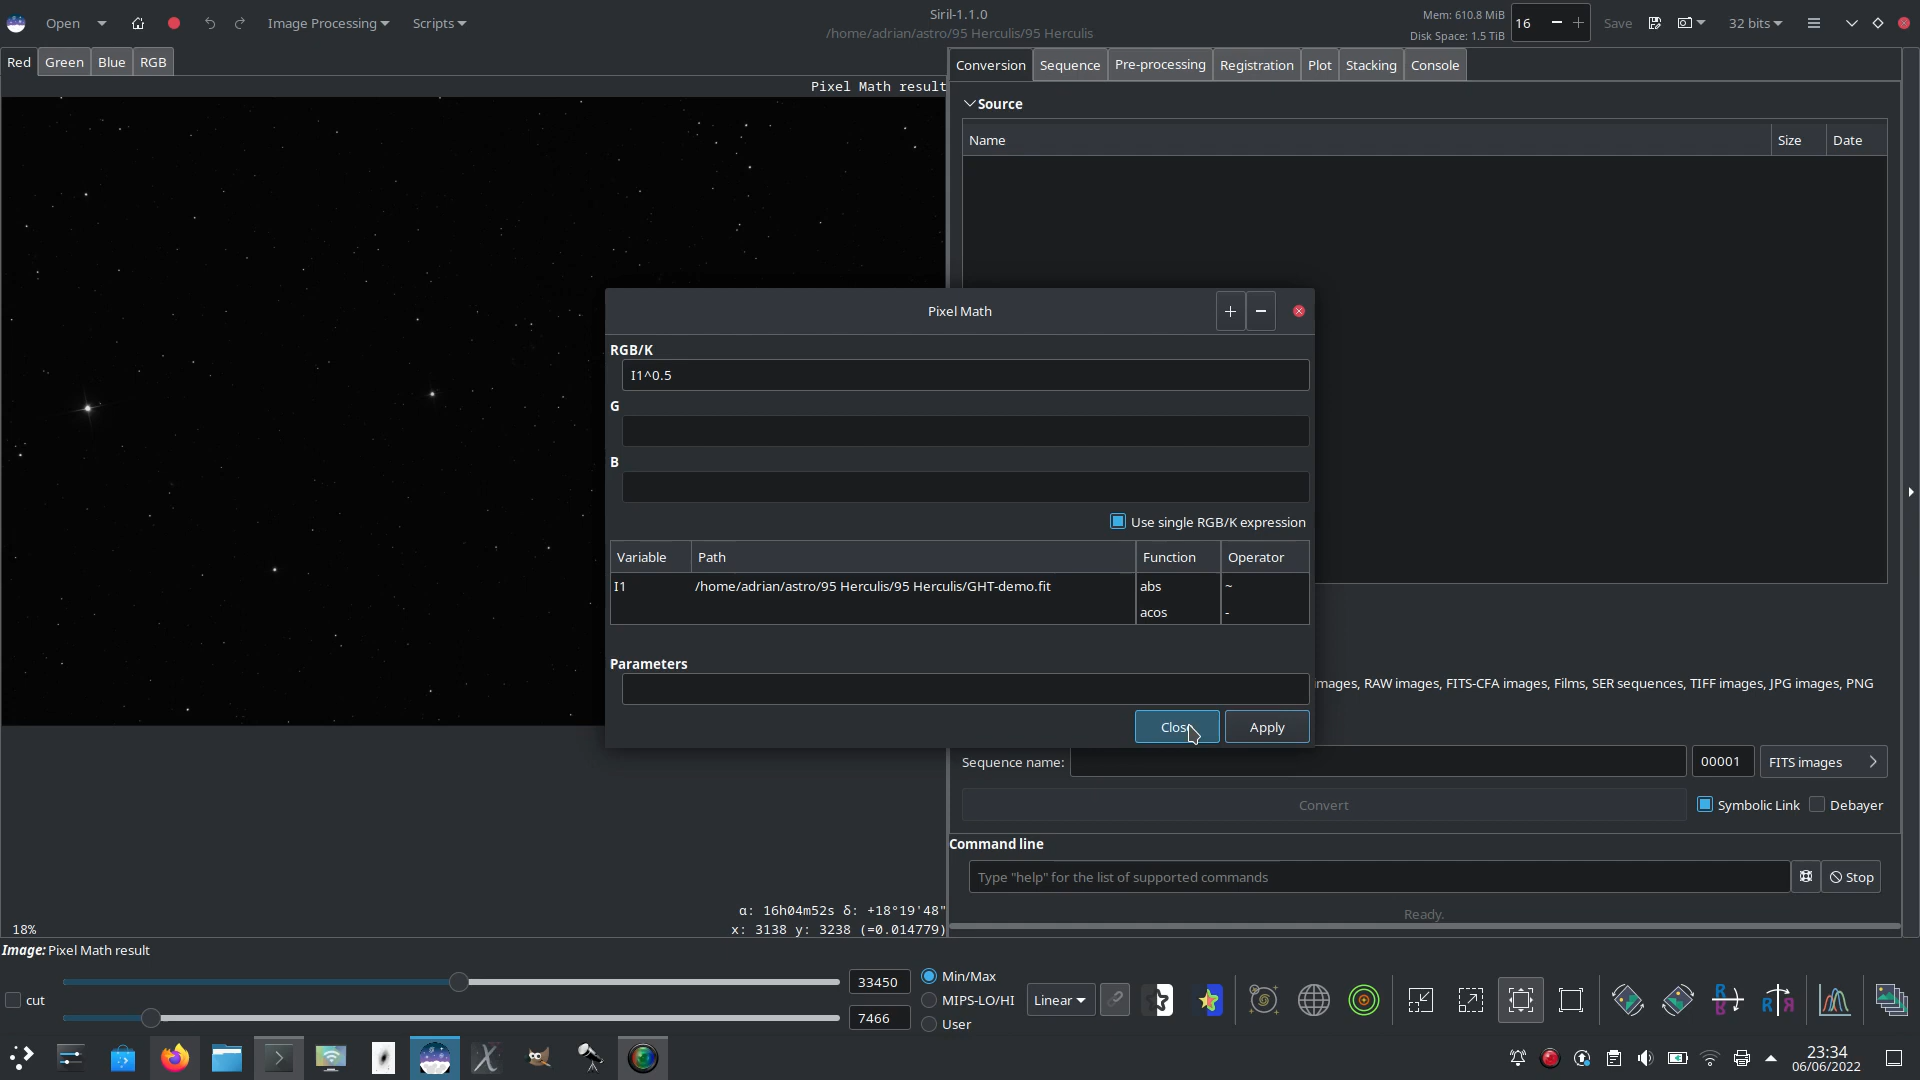 Open
Image Processing
Scripts
Siril-1.1.0
/home/adrian/astro/95 Herculis/95 Herculis
Mem: 610.8 MiB
Disk Space: 1.5 TiB
16
Save
32 bits
Red
Green
Blue
RGB
Conversion
Sequence
Pre-processing
Registration
Plot
Stacking
Console
Pixel Math result
Source
Name
Size
Date
Pixel Math
RGB/K
I1^0.5
G
B
Use single RGB/K expression
Variable
Path
Function
Operator
I1
/home/adrian/astro/95 Herculis/95 Herculis/GHT-demo.fit
abs
~
acos
-
Parameters
images, RAW images, FITS-CFA images, Films, SER sequences, TIFF images, JPG images, PNG
Close
Apply
Sequence name:
00001
FITS images
Convert
Symbolic Link
Debayer
Command line
Type "help" for the list of supported commands
Stop
Ready.
α: 16h04m52s δ: +18°19'48"
18%
x: 3138 y: 3238 (=0.014779)
Image: Pixel Math result
cut
33450
7466
Min/Max
MIPS-LO/HI
User
Linear
23:34
06/06/2022